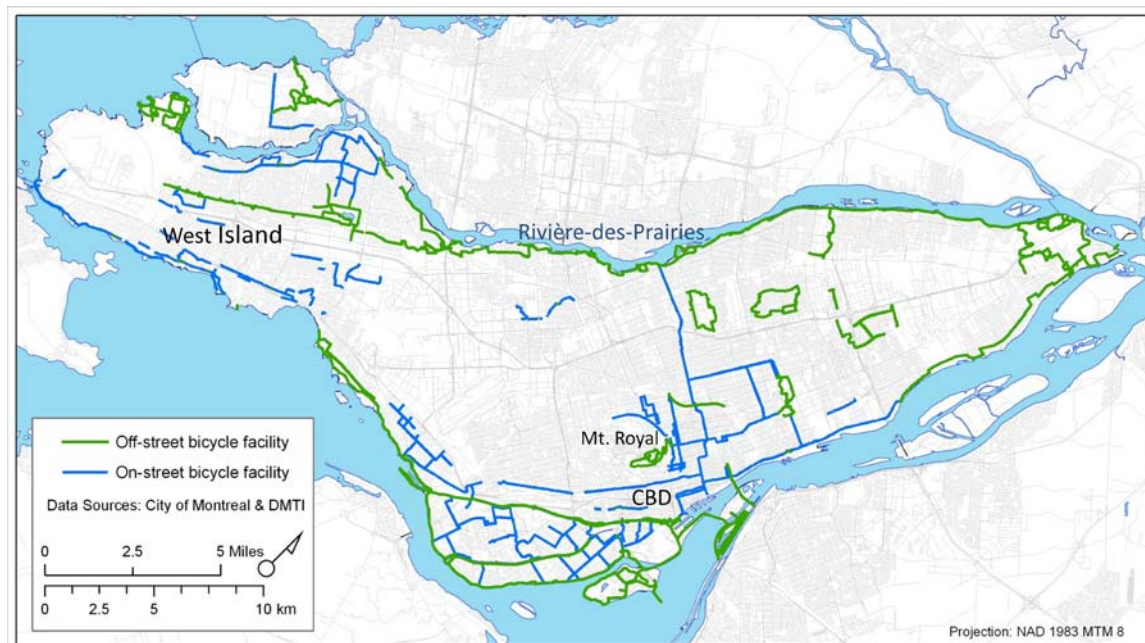 Rivière-des-Prairies
West Island
Mt. Royal
CBD
Off-street bicycle facility
On-street bicycle facility
Data Sources: City of Montreal & DMTI
0 2.5 5 Miles
0 2.5 5 10 km
Projection: NAD 1983 MTM 8